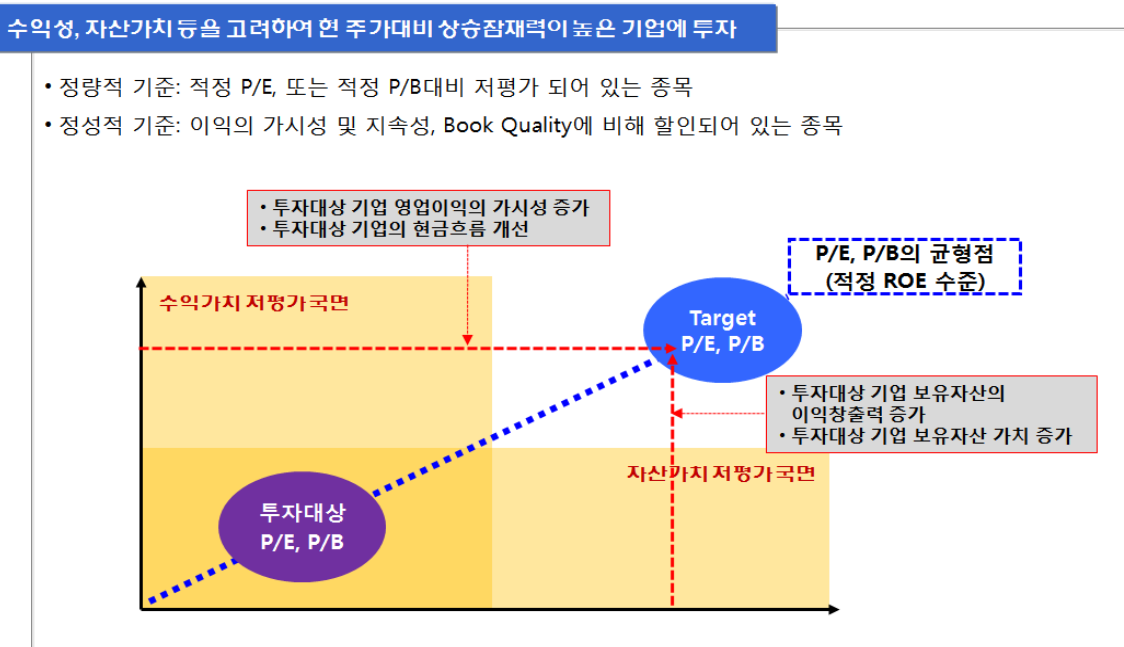 수익성, 자산가치 등을 고려하여 현 주가대비 상승잠재력이 높은 기업에 투자
• 정량적 기준: 적정 P/E, 또는 적정 P/B대비 저평가 되어 있는 종목
• 정성적 기준: 이익의 가시성 및 지속성, Book Quality에 비해 할인되어 있는 종목
• 투자대상 기업 영업이익의 가시성 증가
• 투자대상 기업의 현금흐름 개선
P/E, P/B의 균형점
(적정 ROE 수준)
수익가치 저평가국면
Target
P/E, P/B
• 투자대상 기업 보유자산의
이익창출력 증가
• 투자대상 기업 보유자산 가치 증가
자산가치 저평가국면
투자대상
P/E, P/B